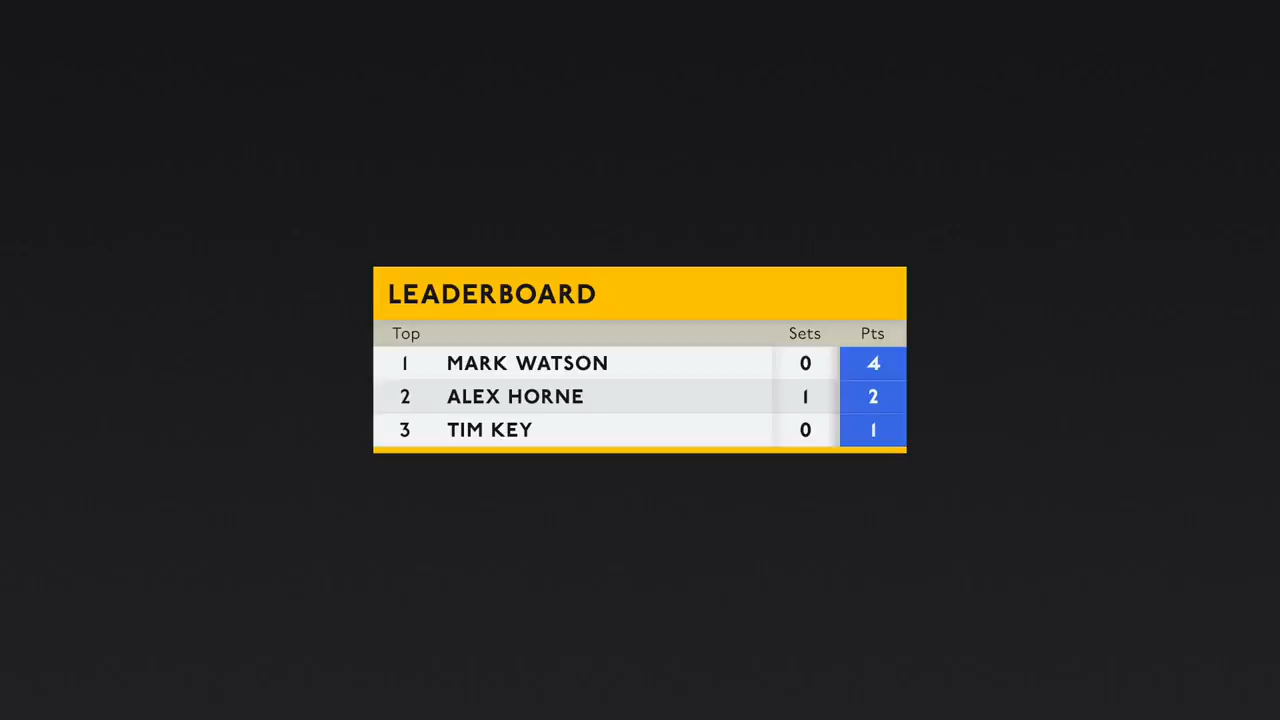 LEADERBOARD
Top Sets Pts
1 MARK WATSON 0 4
2 ALEX HORNE 1 2
3 TIM KEY 0 1